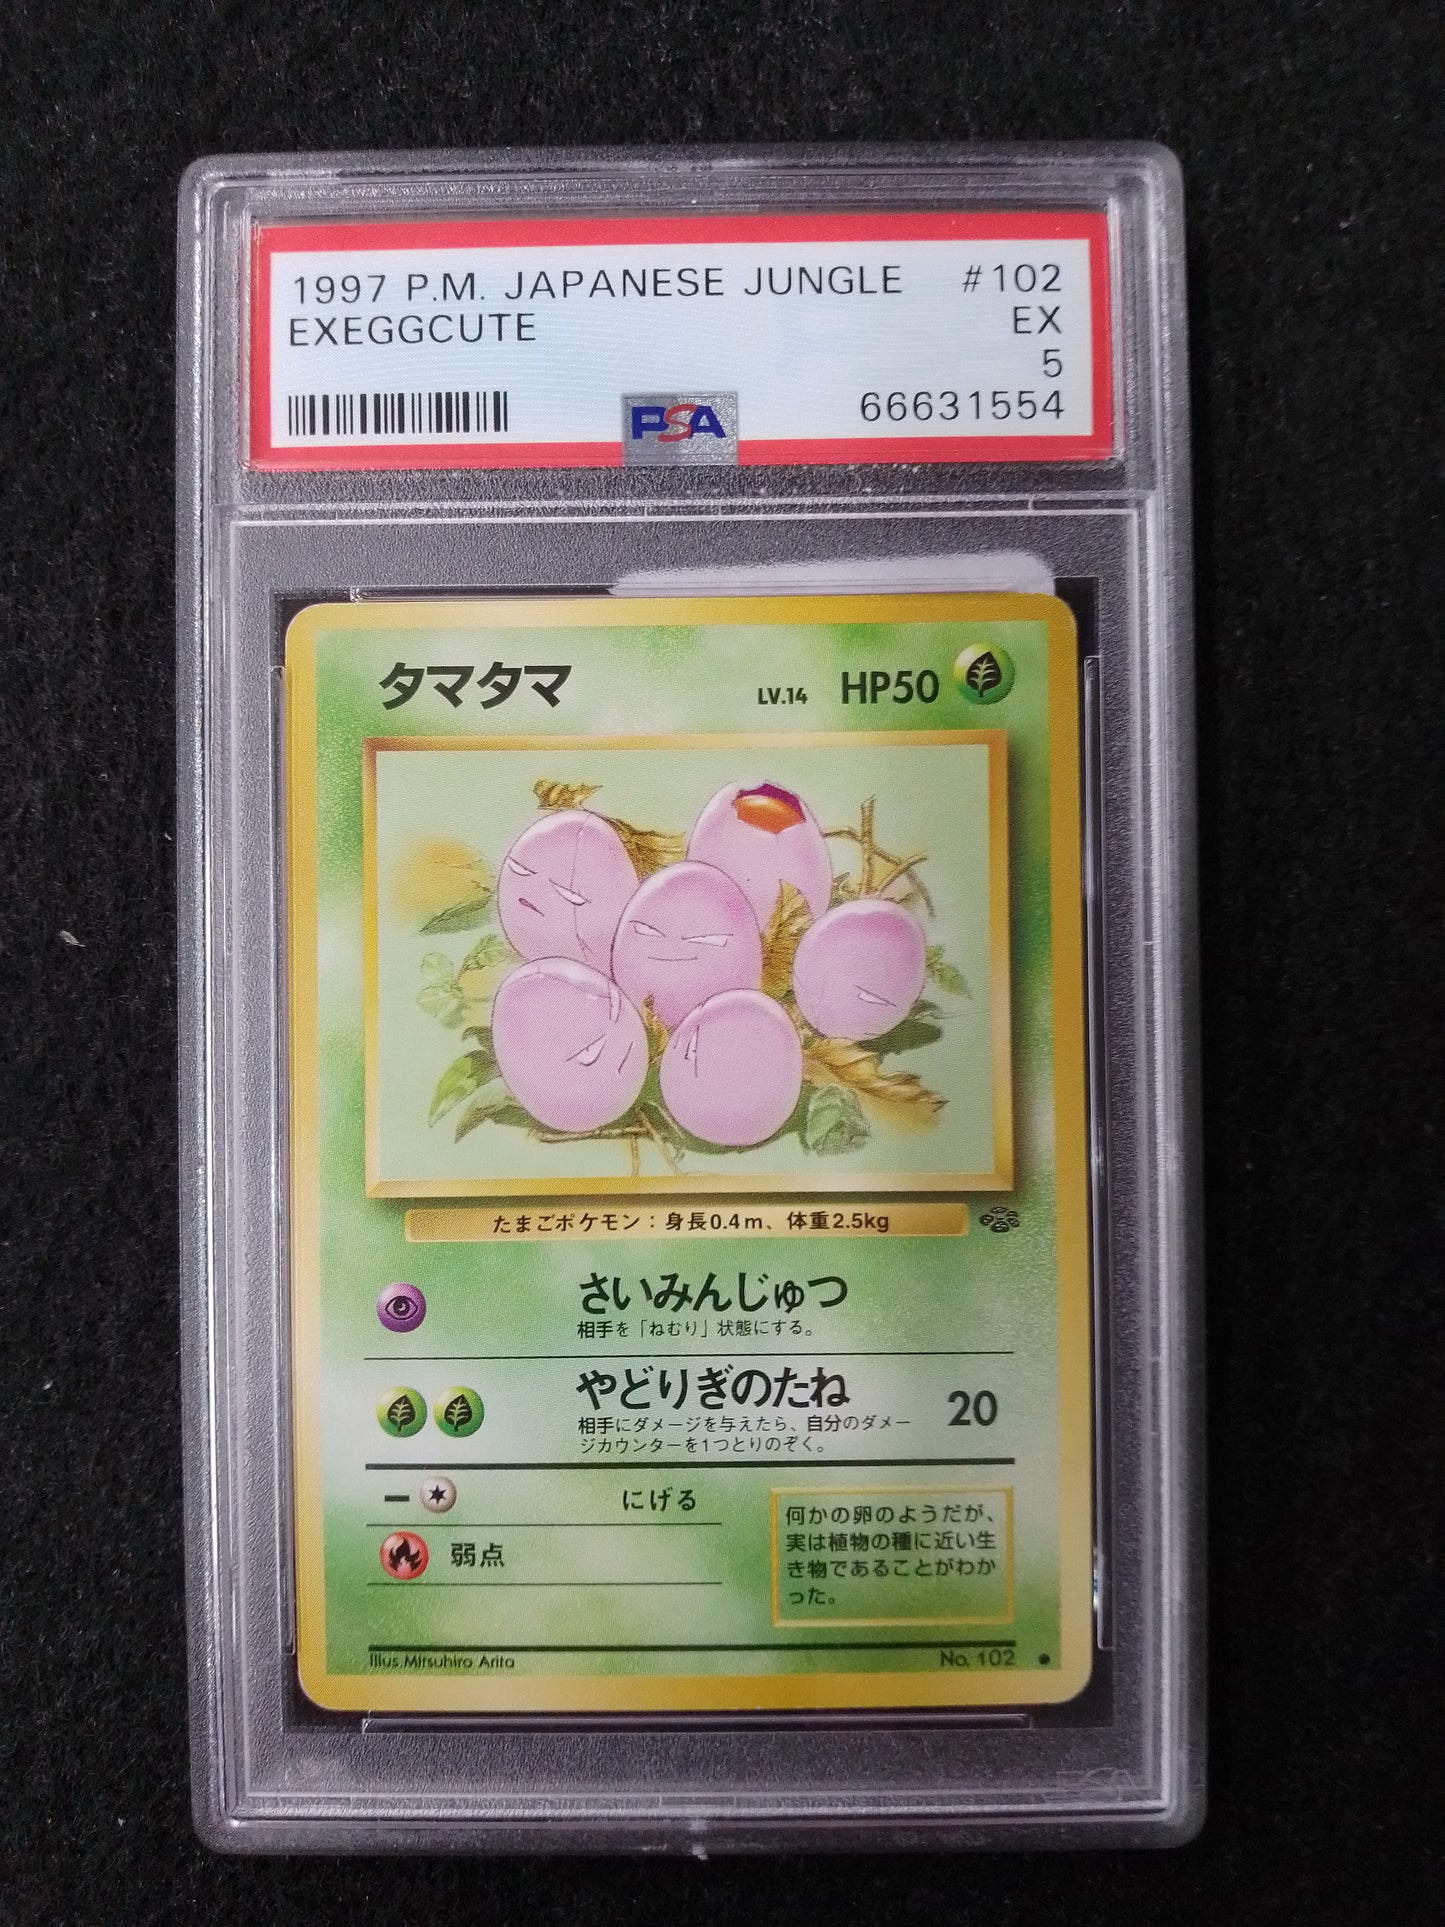 1997 P.M. JAPANESE JUNGLE #102
EXEGGCUTE EX
5
PSA 66631554
タマタマ LV.14 HP50
たまごポケモン：身長0.4m、体重2.5kg
さいみんじゅつ
相手を「ねむり」状態にする。
やどりぎのたね 20
相手にダメージを与えたら、自分のダメー
ジカウンターを1つとりのぞく。
にげる
弱点
何かの卵のようだが、
実は植物の種に近い生
き物であることがわか
った。
Illus.Mitsuhiro Arita No. 102 ●
PSA